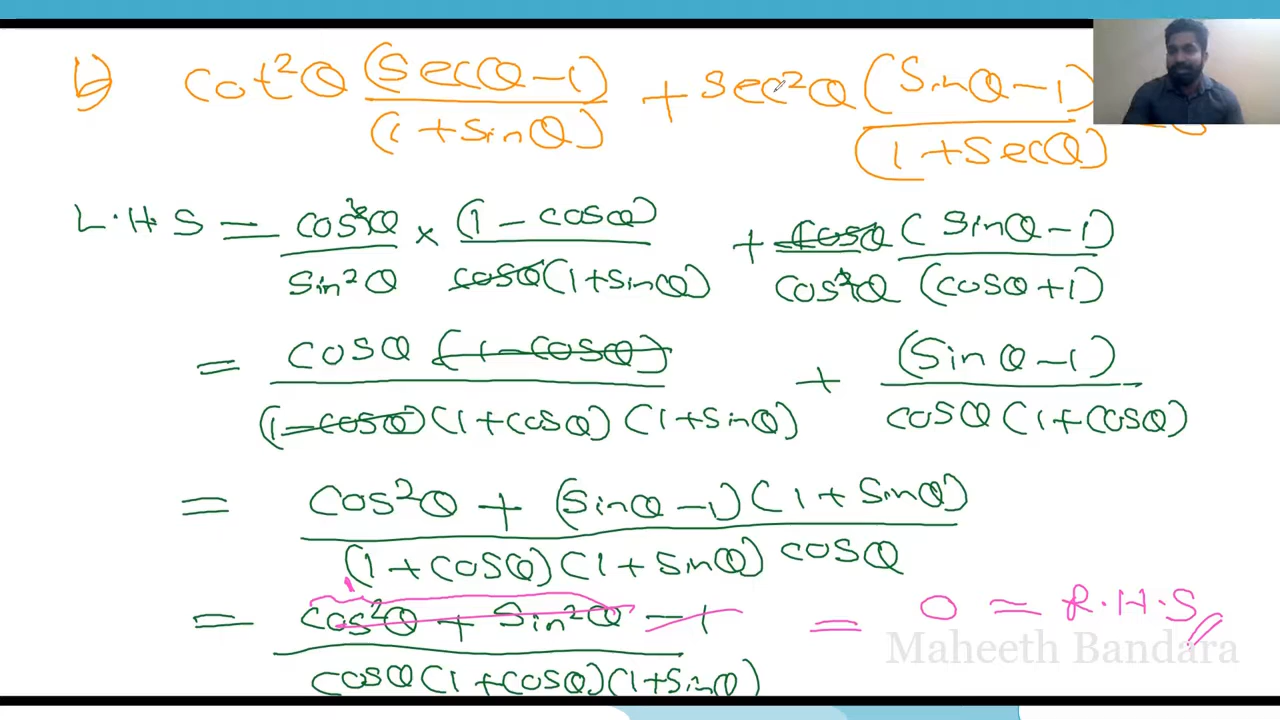 b) cot²θ (secθ-1)/(1+sinθ) + sec²θ (sinθ-1)/(1+secθ)
L.H.S = cos²θ/sin²θ × (1-cosθ)/(cosθ(1+sinθ)) + cosθ(sinθ-1)/(cos²θ(cosθ+1))
= cosθ(1-cosθ)/((1-cosθ)(1+cosθ)(1+sinθ)) + (sinθ-1)/(cosθ(1+cosθ))
= (cos²θ + (sinθ-1)(1+sinθ))/((1+cosθ)(1+sinθ)cosθ)
1
= (cos²θ + sin²θ - 1)/(cosθ(1+cosθ)(1+sinθ)) = 0 = R.H.S
Maheeth Bandara